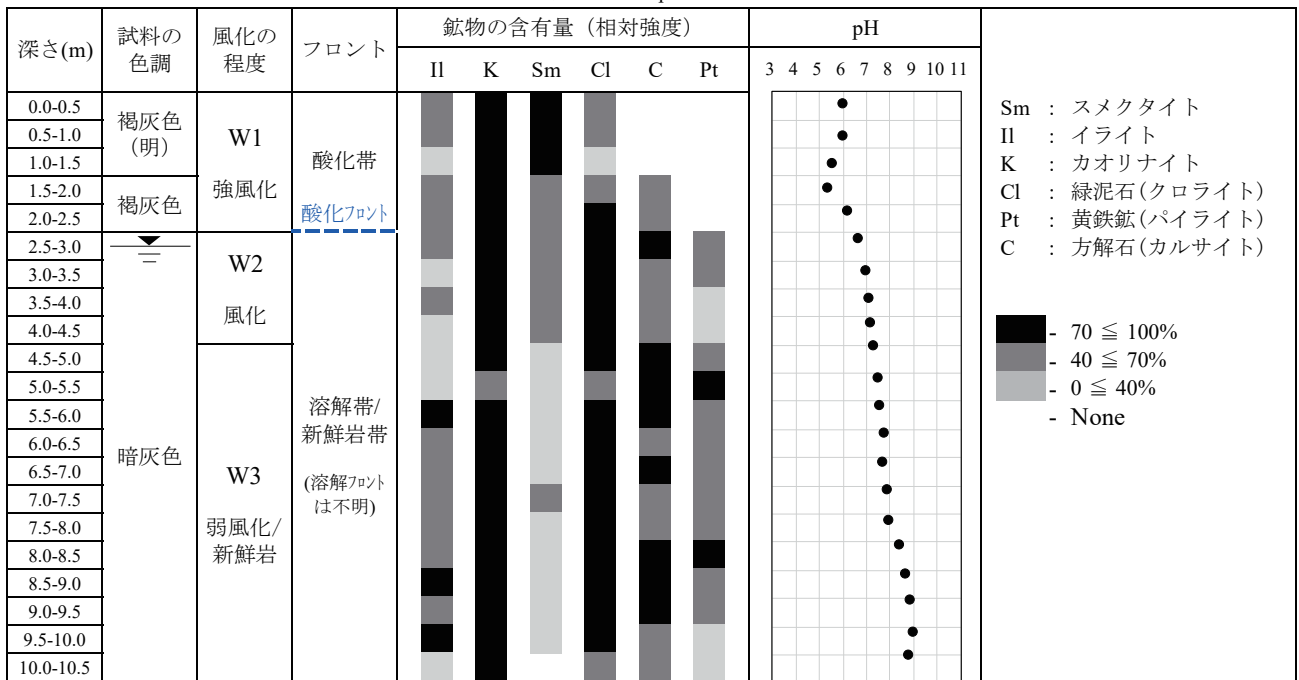 深さ(m)
試料の
色調
風化の
程度
フロント
鉱物の含有量（相対強度）
Il K Sm Cl C Pt
pH
3 4 5 6 7 8 9 10 11
0.0-0.5
0.5-1.0
1.0-1.5
1.5-2.0
2.0-2.5
2.5-3.0
3.0-3.5
3.5-4.0
4.0-4.5
4.5-5.0
5.0-5.5
5.5-6.0
6.0-6.5
6.5-7.0
7.0-7.5
7.5-8.0
8.0-8.5
8.5-9.0
9.0-9.5
9.5-10.0
10.0-10.5
褐灰色
（明）
褐灰色
暗灰色
W1
強風化
W2
風化
W3
弱風化/
新鮮岩
酸化帯
酸化フロント
溶解帯/
新鮮岩帯
(溶解フロント
は不明)
Sm : スメクタイト
Il : イライト
K : カオリナイト
Cl : 緑泥石(クロライト)
Pt : 黄鉄鉱(パイライト)
C : 方解石(カルサイト)
- 70 ≦ 100%
- 40 ≦ 70%
- 0 ≦ 40%
- None